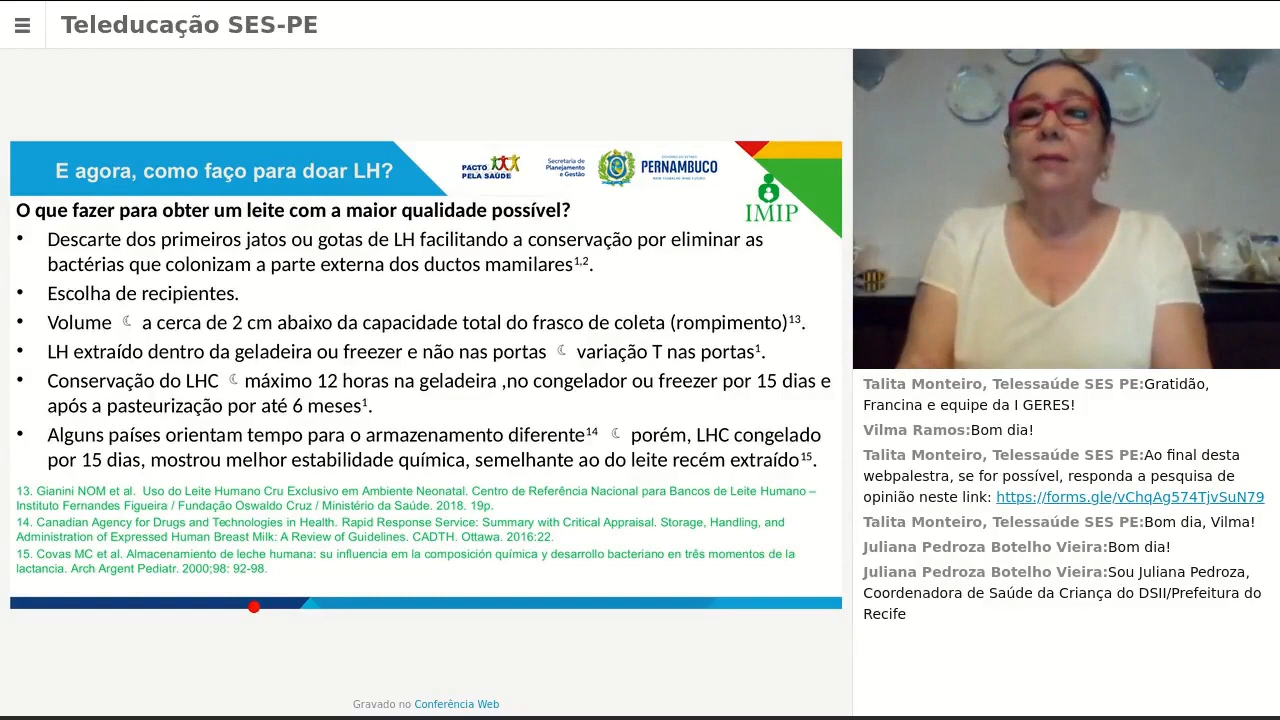 Teleducação SES-PE
E agora, como faço para doar LH?
PACTO
PELA SAÚDE
Secretaria de
Planejamento
e Gestão
PERNAMBUCO
IMIP
O que fazer para obter um leite com a maior qualidade possível?
• Descarte dos primeiros jatos ou gotas de LH facilitando a conservação por eliminar as
bactérias que colonizam a parte externa dos ductos mamilares1,2.
• Escolha de recipientes.
• Volume ☾ a cerca de 2 cm abaixo da capacidade total do frasco de coleta (rompimento)13.
• LH extraído dentro da geladeira ou freezer e não nas portas ☾ variação T nas portas1.
• Conservação do LHC ☾ máximo 12 horas na geladeira ,no congelador ou freezer por 15 dias e
após a pasteurização por até 6 meses1.
• Alguns países orientam tempo para o armazenamento diferente14 ☾ porém, LHC congelado
por 15 dias, mostrou melhor estabilidade química, semelhante ao do leite recém extraído15.
13. Gianini NOM et al. Uso do Leite Humano Cru Exclusivo em Ambiente Neonatal. Centro de Referência Nacional para Bancos de Leite Humano –
Instituto Fernandes Figueira / Fundação Oswaldo Cruz / Ministério da Saúde. 2018. 19p.
14. Canadian Agency for Drugs and Technologies in Health. Rapid Response Service: Summary with Critical Appraisal. Storage, Handling, and
Administration of Expressed Human Breast Milk: A Review of Guidelines. CADTH. Ottawa. 2016:22.
15. Covas MC et al. Almacenamiento de leche humana: su influencia em la composición química y desarrollo bacteriano en três momentos de la
lactancia. Arch Argent Pediatr. 2000;98: 92-98.
Gravado no Conferência Web
Talita Monteiro, Telessaúde SES PE:Gratidão,
Francina e equipe da I GERES!
Vilma Ramos:Bom dia!
Talita Monteiro, Telessaúde SES PE:Ao final desta
webpalestra, se for possível, responda a pesquisa de
opinião neste link: https://forms.gle/vChqAg574TjvSuN79
Talita Monteiro, Telessaúde SES PE:Bom dia, Vilma!
Juliana Pedroza Botelho Vieira:Bom dia!
Juliana Pedroza Botelho Vieira:Sou Juliana Pedroza,
Coordenadora de Saúde da Criança do DSII/Prefeitura do
Recife